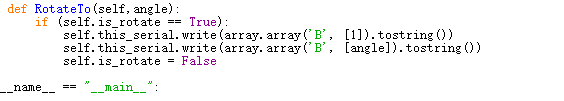 def RotateTo(self,angle):
if (self.is_rotate == True):
self.this_serial.write(array.array('B', [1]).tostring())
self.this_serial.write(array.array('B', [angle]).tostring())
self.is_rotate = False
__name__ == "__main__":